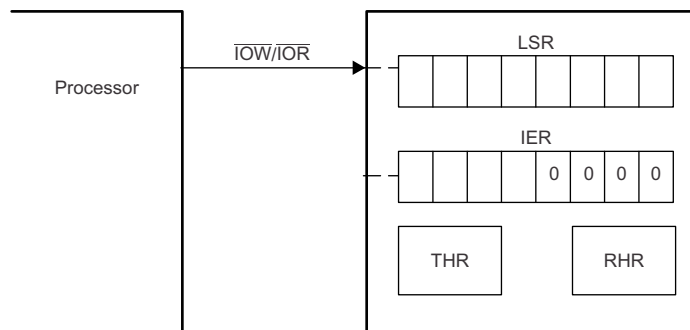 LSR
IOW/IOR
Processor
IER
0 0 0 0
THR RHR